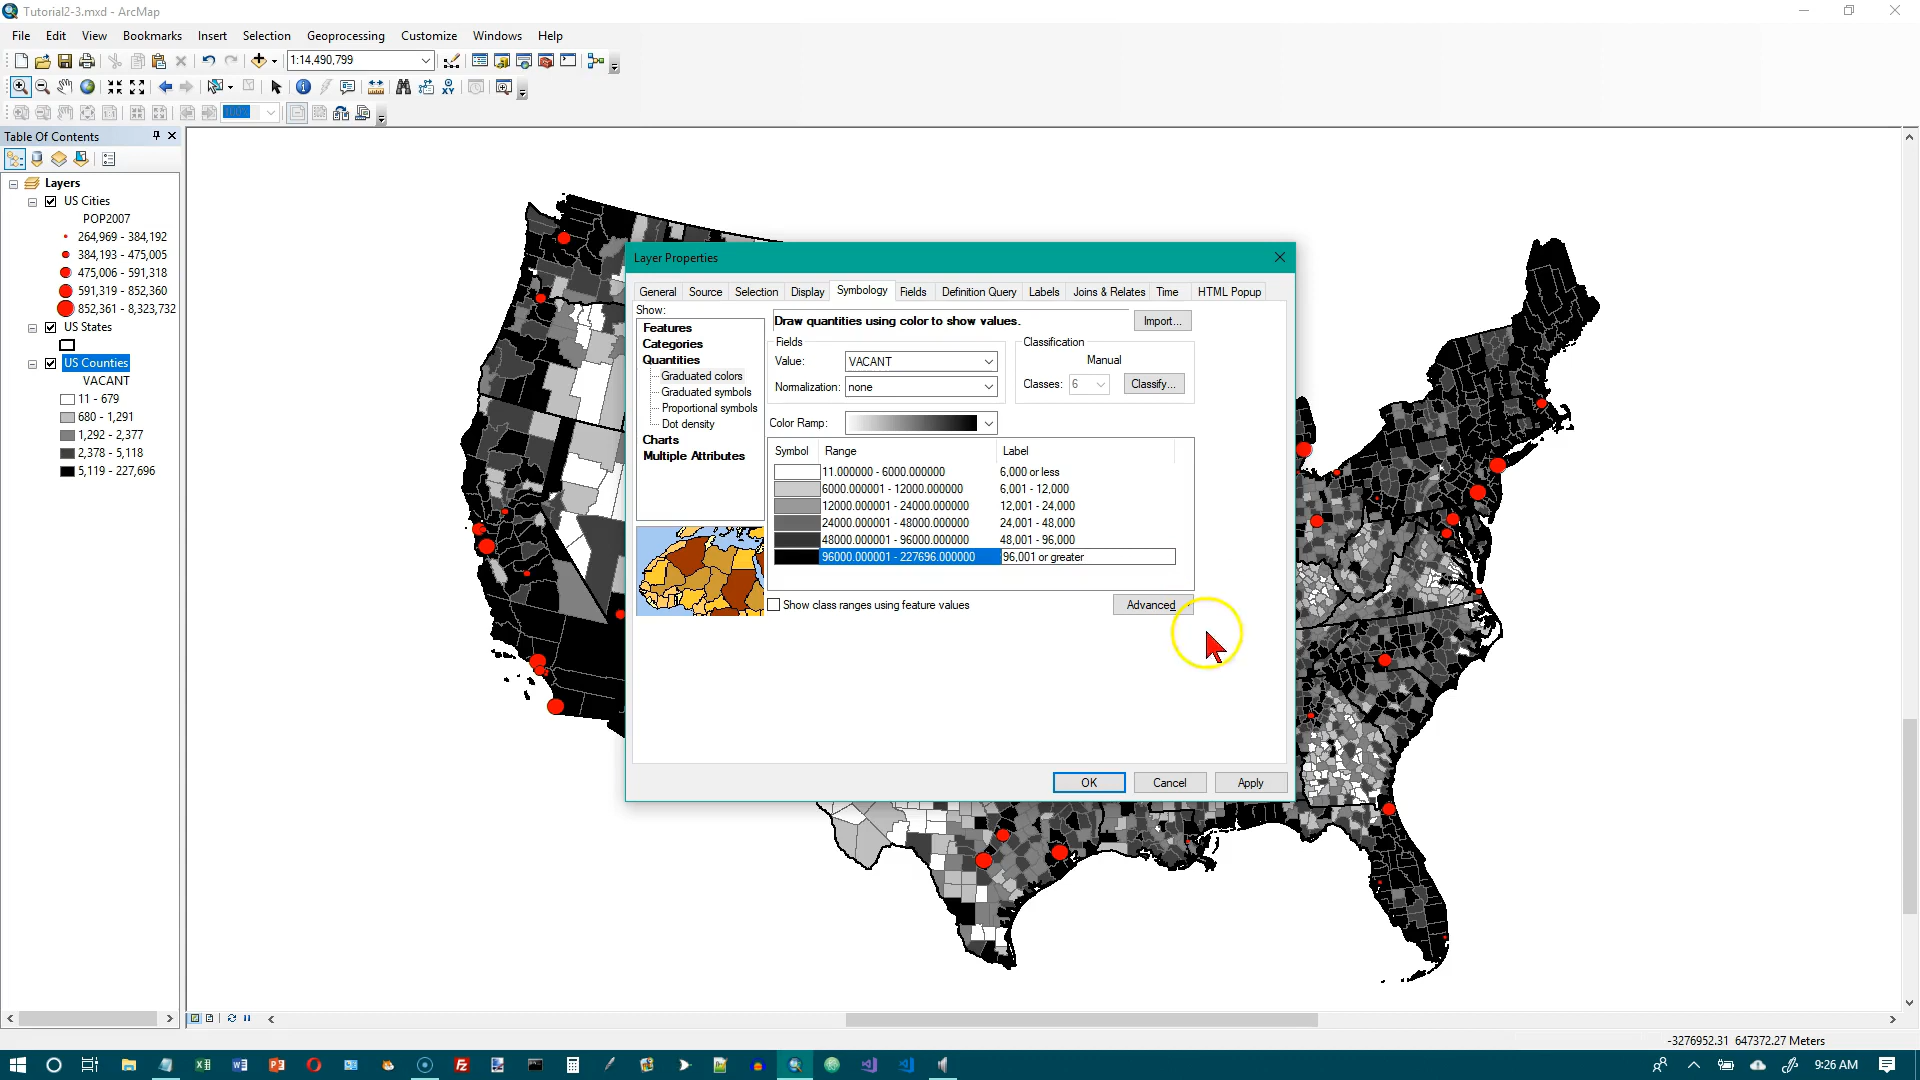 Tutorial2-3.mxd - ArcMap
File Edit View Bookmarks Insert Selection Geoprocessing Customize Windows Help
1:14,490,799
100%
Table Of Contents
Layers
US Cities
POP2007
264,969 - 384,192
384,193 - 475,005
475,006 - 591,318
591,319 - 852,360
852,361 - 8,323,732
US States
US Counties
VACANT
11 - 679
680 - 1,291
1,292 - 2,377
2,378 - 5,118
5,119 - 227,696
Layer Properties
General Source Selection Display Symbology Fields Definition Query Labels Joins & Relates Time HTML Popup
Show:
Features
Categories
Quantities
Graduated colors
Graduated symbols
Proportional symbols
Dot density
Charts
Multiple Attributes
Draw quantities using color to show values.
Import...
Fields
Value: VACANT
Normalization: none
Classification
Manual
Classes: 6 Classify...
Color Ramp:
Symbol Range Label
11.000000 - 6000.000000 6,000 or less
6000.000001 - 12000.000000 6,001 - 12,000
12000.000001 - 24000.000000 12,001 - 24,000
24000.000001 - 48000.000000 24,001 - 48,000
48000.000001 - 96000.000000 48,001 - 96,000
96000.000001 - 227696.000000 96,001 or greater
Show class ranges using feature values
Advanced
OK Cancel Apply
-3276952.31 647372.27 Meters
9:26 AM